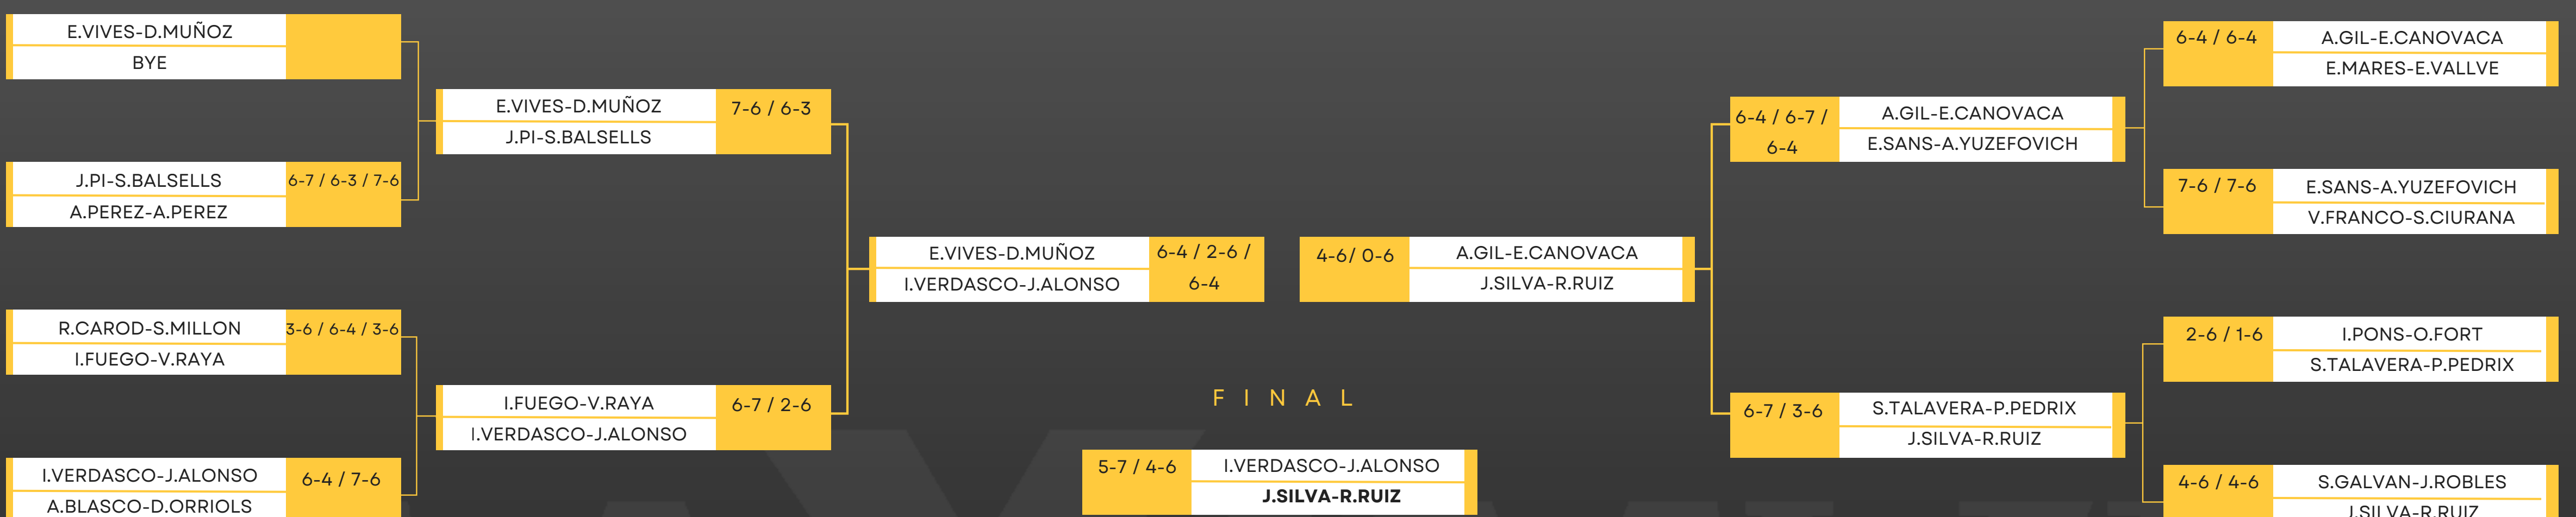 E.VIVES-D.MUÑOZ
BYE
J.PI-S.BALSELLS
6-7 / 6-3 / 7-6
A.PEREZ-A.PEREZ
R.CAROD-S.MILLON
3-6 / 6-4 / 3-6
I.FUEGO-V.RAYA
I.VERDASCO-J.ALONSO
6-4 / 7-6
A.BLASCO-D.ORRIOLS
E.VIVES-D.MUÑOZ
7-6 / 6-3
J.PI-S.BALSELLS
I.FUEGO-V.RAYA
6-7 / 2-6
I.VERDASCO-J.ALONSO
E.VIVES-D.MUÑOZ
6-4 / 2-6 /
6-4
I.VERDASCO-J.ALONSO
FINAL
5-7 / 4-6
I.VERDASCO-J.ALONSO
J.SILVA-R.RUIZ
4-6/ 0-6
A.GIL-E.CANOVACA
J.SILVA-R.RUIZ
6-4 / 6-7 /
6-4
A.GIL-E.CANOVACA
E.SANS-A.YUZEFOVICH
6-7 / 3-6
S.TALAVERA-P.PEDRIX
J.SILVA-R.RUIZ
6-4 / 6-4
A.GIL-E.CANOVACA
E.MARES-E.VALLVE
7-6 / 7-6
E.SANS-A.YUZEFOVICH
V.FRANCO-S.CIURANA
2-6 / 1-6
I.PONS-O.FORT
S.TALAVERA-P.PEDRIX
4-6 / 4-6
S.GALVAN-J.ROBLES
J.SILVA-R.RUIZ